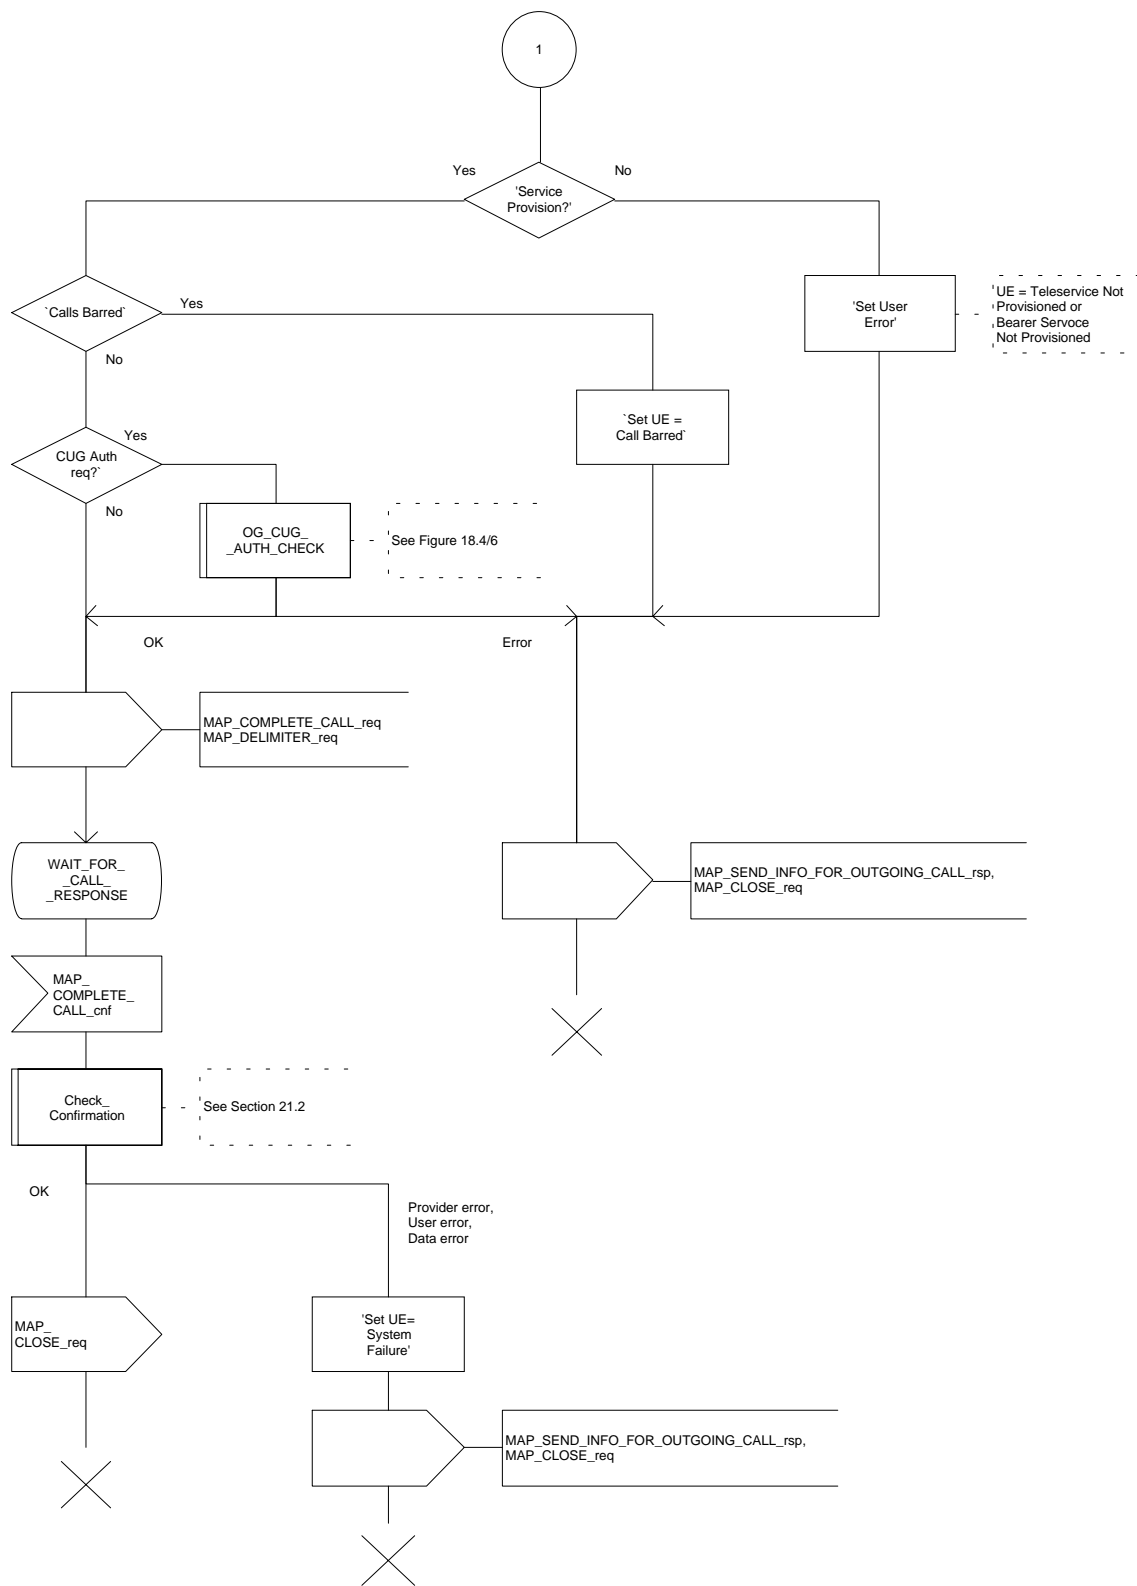 1
Yes
No
'Service
Provision?'
`Calls Barred`
Yes
No
'Set User
Error'
UE = Teleservice Not
Provisioned or
Bearer Servoce
Not Provisioned
`Set UE =
Call Barred`
CUG Auth
req?`
Yes
No
OG_CUG_
_AUTH_CHECK
See Figure 18.4/6
OK
Error
MAP_COMPLETE_CALL_req
MAP_DELIMITER_req
WAIT_FOR_
_CALL_
_RESPONSE
MAP_SEND_INFO_FOR_OUTGOING_CALL_rsp,
MAP_CLOSE_req
MAP_
COMPLETE_
CALL_cnf
Check_
Confirmation
See Section 21.2
OK
Provider error,
User error,
Data error
MAP_
CLOSE_req
'Set UE=
System
Failure'
MAP_SEND_INFO_FOR_OUTGOING_CALL_rsp,
MAP_CLOSE_req